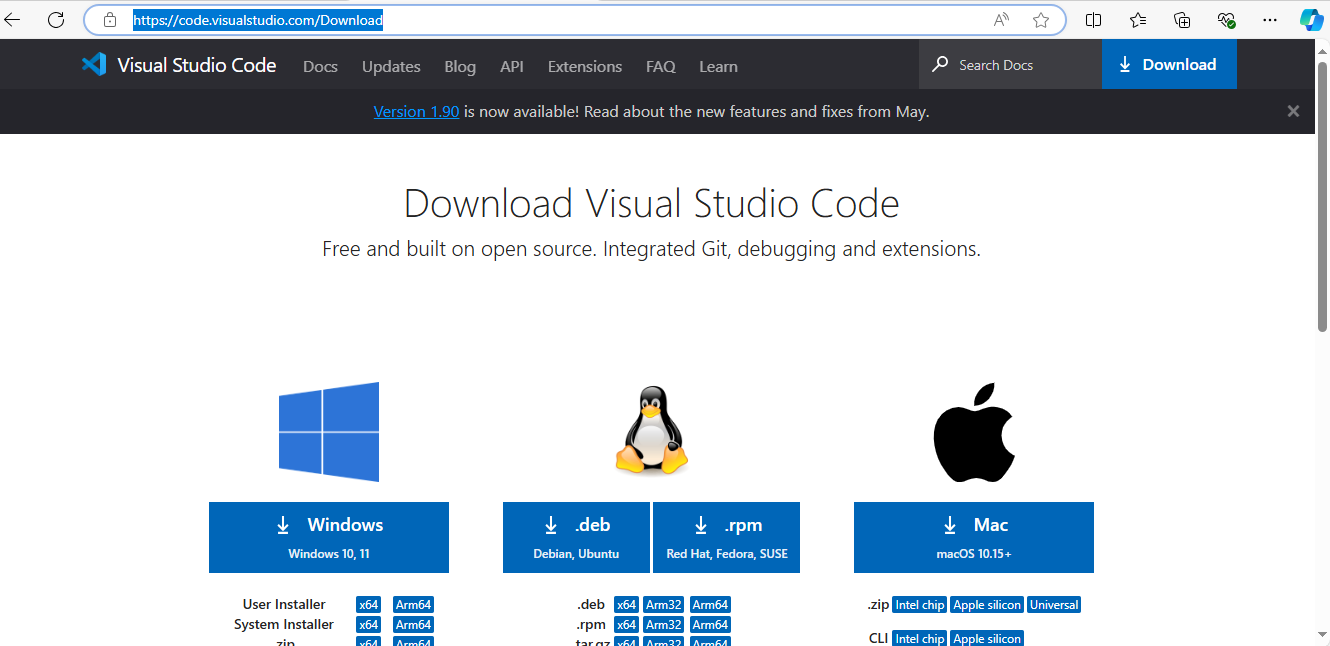 https://code.visualstudio.com/Download
Visual Studio Code Docs Updates Blog API Extensions FAQ Learn Search Docs Download
Version 1.90 is now available! Read about the new features and fixes from May.
Download Visual Studio Code
Free and built on open source. Integrated Git, debugging and extensions.
Windows
Windows 10, 11
.deb
Debian, Ubuntu
.rpm
Red Hat, Fedora, SUSE
Mac
macOS 10.15+
User Installer x64 Arm64
System Installer x64 Arm64
.zip x64 Arm64
.deb x64 Arm32 Arm64
.rpm x64 Arm32 Arm64
.tar.gz x64 Arm32 Arm64
.zip Intel chip Apple silicon Universal
CLI Intel chip Apple silicon